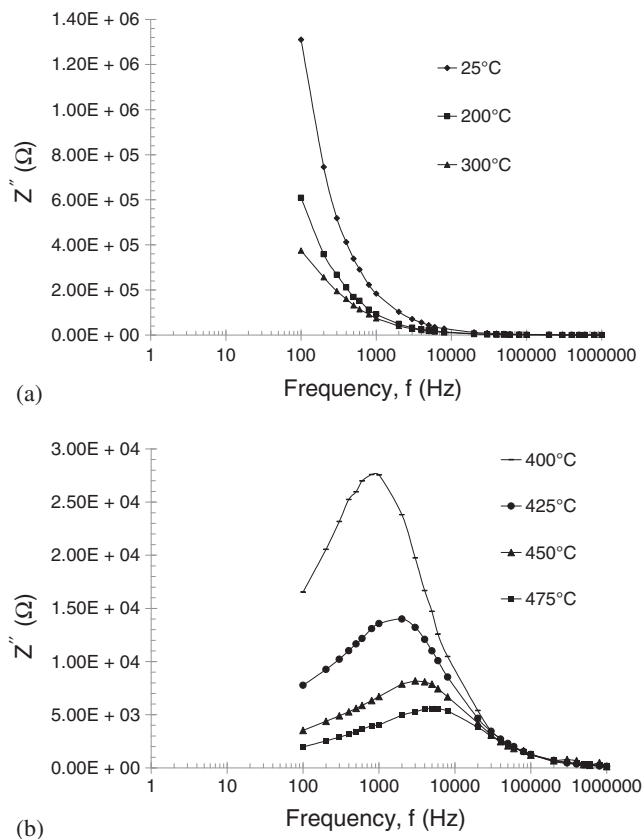 1.40E + 06
1.20E + 06
1.00E + 06
8.00E + 05
6.00E + 05
4.00E + 05
2.00E + 05
0.00E + 00
Z″ (Ω)
25°C
200°C
300°C
1 10 100 1000 10000 100000 1000000
Frequency, f (Hz)
(a)
3.00E + 04
2.50E + 04
2.00E + 04
1.50E + 04
1.00E + 04
5.00E + 03
0.00E + 00
Z″ (Ω)
400°C
425°C
450°C
475°C
1 10 100 1000 10000 100000 1000000
Frequency, f (Hz)
(b)